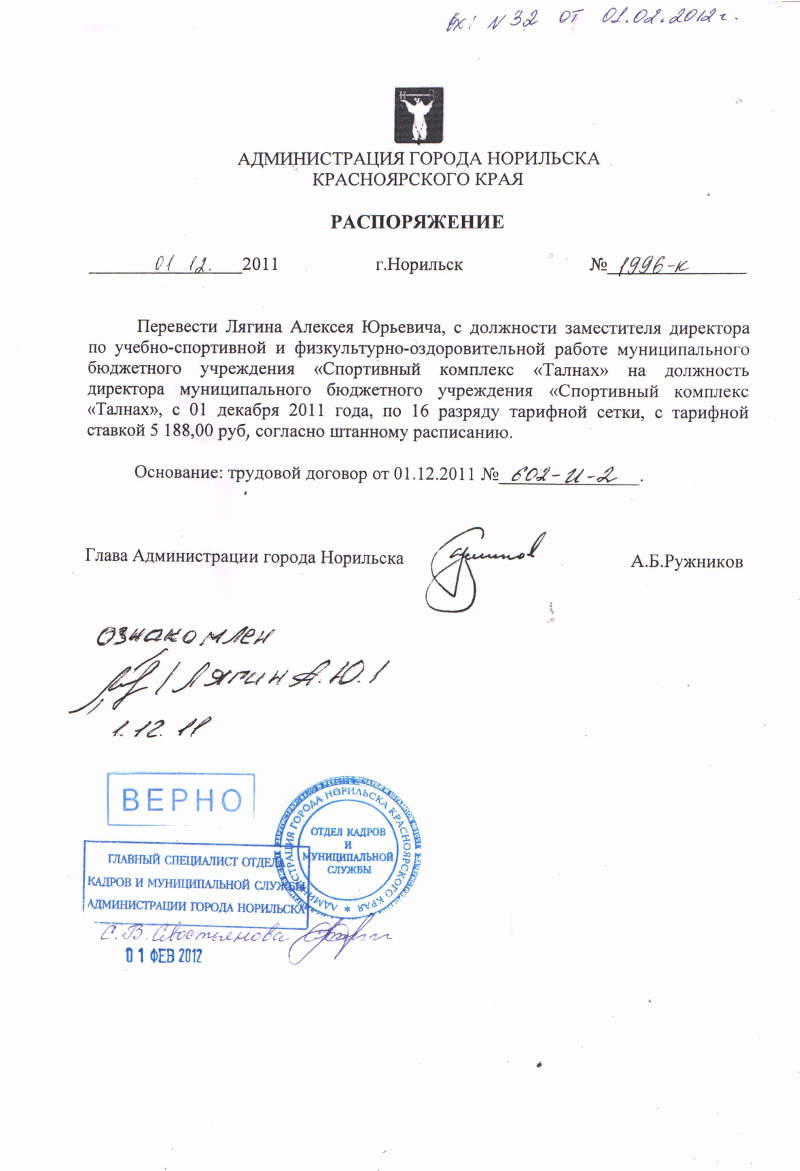 вх: N 32 от 01.02.2012г.
АДМИНИСТРАЦИЯ ГОРОДА НОРИЛЬСКА
КРАСНОЯРСКОГО КРАЯ
РАСПОРЯЖЕНИЕ
01 12. 2011 г.Норильск № 1996-к
Перевести Лягина Алексея Юрьевича, с должности заместителя директора
по учебно-спортивной и физкультурно-оздоровительной работе муниципального
бюджетного учреждения «Спортивный комплекс «Талнах» на должность
директора муниципального бюджетного учреждения «Спортивный комплекс
«Талнах», с 01 декабря 2011 года, по 16 разряду тарифной сетки, с тарифной
ставкой 5 188,00 руб, согласно штанному расписанию.
Основание: трудовой договор от 01.12.2011 № 602-и-2.
Глава Администрации города Норильска А.Б.Ружников
ознакомлен
/Лягин А.Ю./
1.12.11
ВЕРНО
АДМИНИСТРАЦИЯ ГОРОДА НОРИЛЬСКА КРАСНОЯРСКОГО КРАЯ *
ОТДЕЛ КАДРОВ
И
МУНИЦИПАЛЬНОЙ
СЛУЖБЫ
ГЛАВНЫЙ СПЕЦИАЛИСТ ОТДЕЛА
КАДРОВ И МУНИЦИПАЛЬНОЙ СЛУЖБЫ
АДМИНИСТРАЦИИ ГОРОДА НОРИЛЬСКА
С.В.
01 ФЕВ 2012